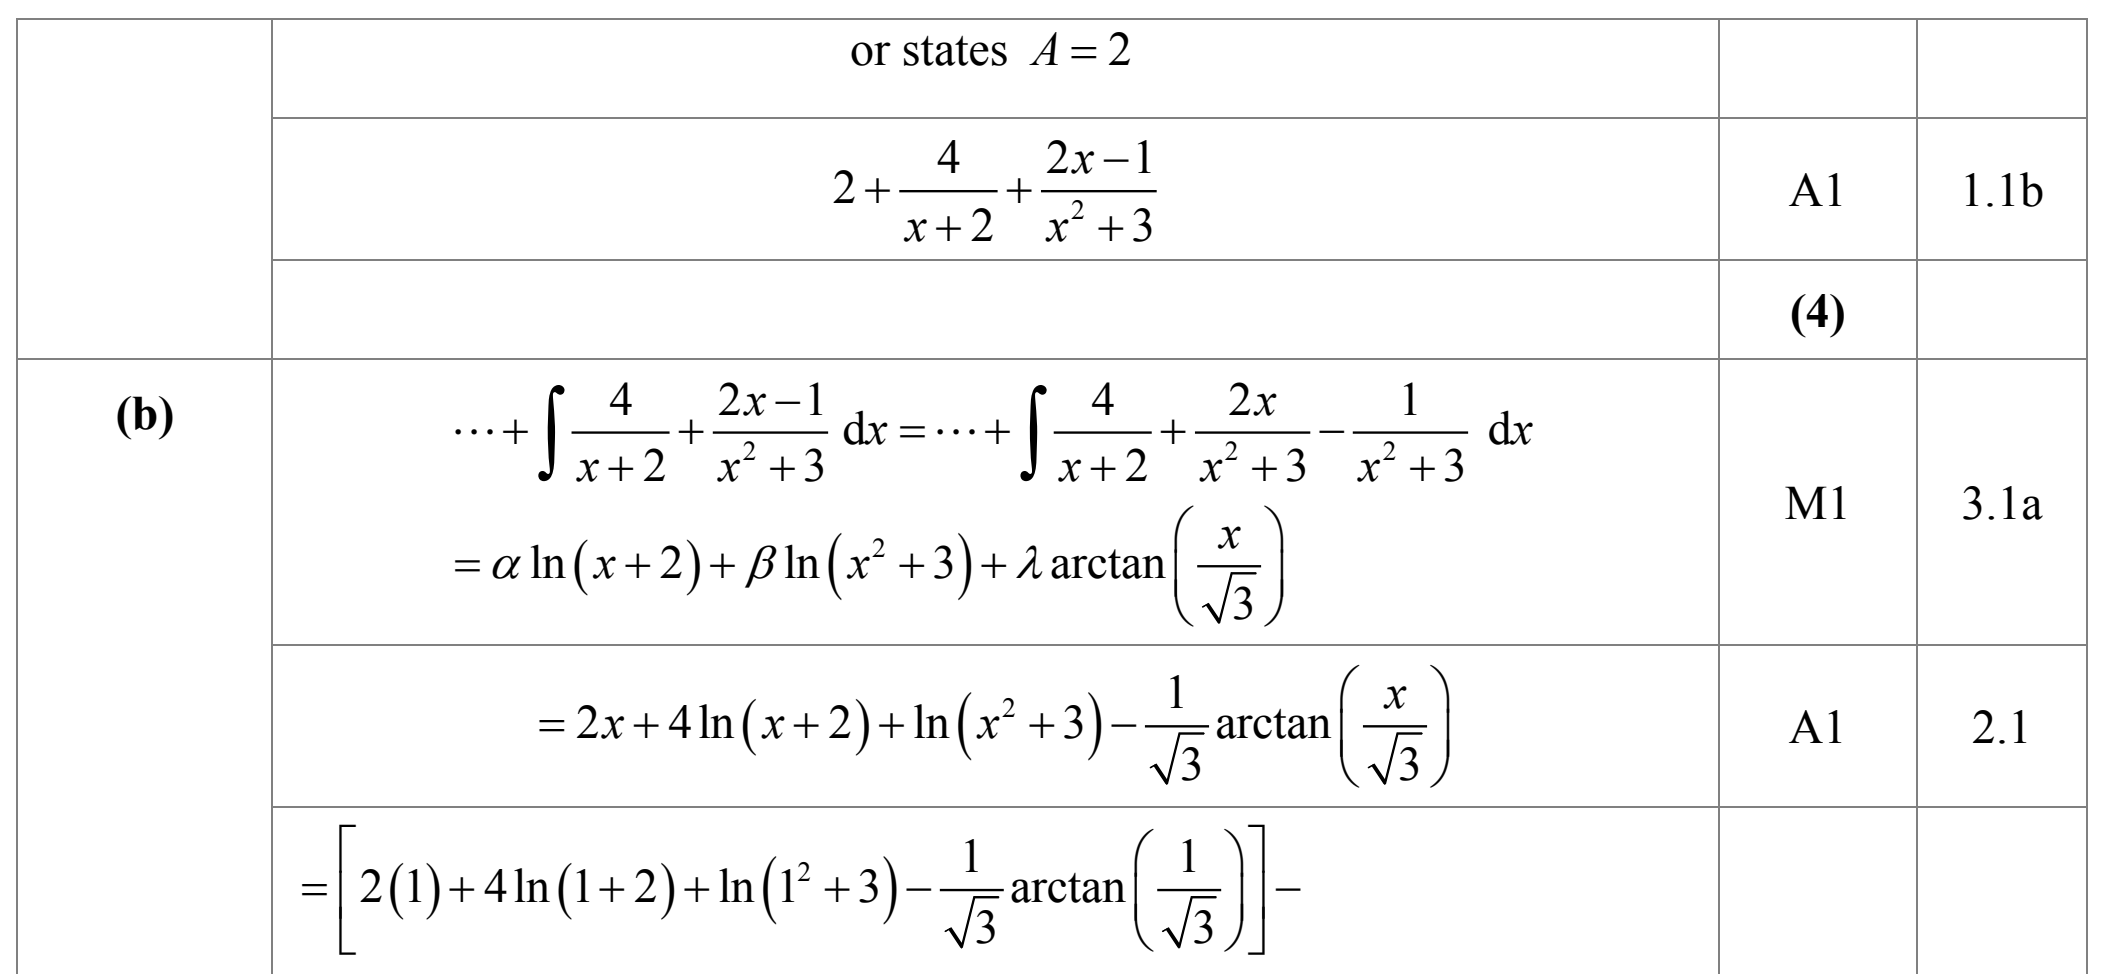 or states A = 2
2 + 4/(x + 2) + (2x − 1)/(x² + 3) A1 1.1b
(4)
(b) ⋯ + ∫ 4/(x + 2) + (2x − 1)/(x² + 3) dx = ⋯ + ∫ 4/(x + 2) + 2x/(x² + 3) − 1/(x² + 3) dx
= α ln(x + 2) + β ln(x² + 3) + λ arctan(x/√3) M1 3.1a
= 2x + 4 ln(x + 2) + ln(x² + 3) − 1/√3 arctan(x/√3) A1 2.1
= [2(1) + 4 ln(1 + 2) + ln(1² + 3) − 1/√3 arctan(1/√3)] −